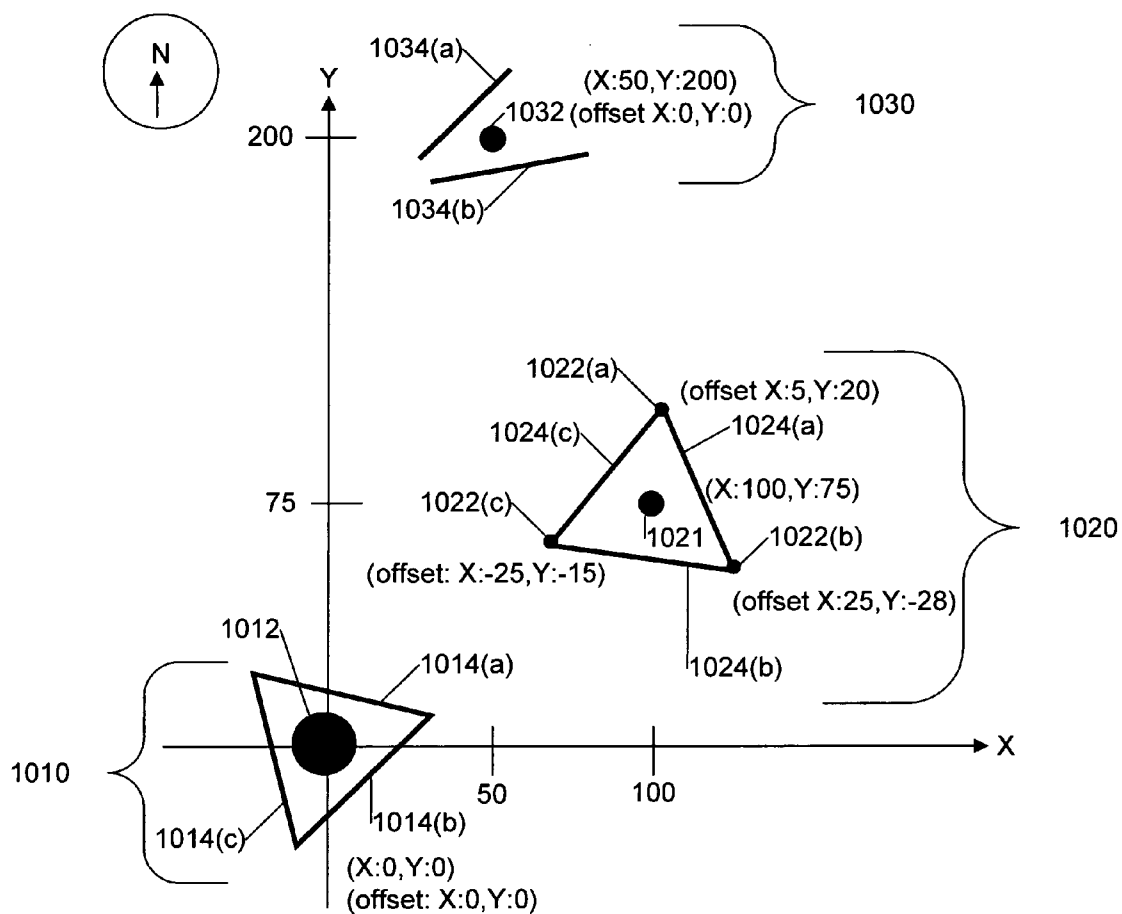 N
1034(a)
Y
(X:50,Y:200)
1032
(offset X:0,Y:0)
1030
200
1034(b)
1022(a)
(offset X:5,Y:20)
1024(c)
1024(a)
75
1022(c)
(X:100,Y:75)
1021
1022(b)
1020
(offset: X:-25,Y:-15)
(offset X:25,Y:-28)
1012
1014(a)
1024(b)
X
1010
50
100
1014(c)
1014(b)
(X:0,Y:0)
(offset: X:0,Y:0)